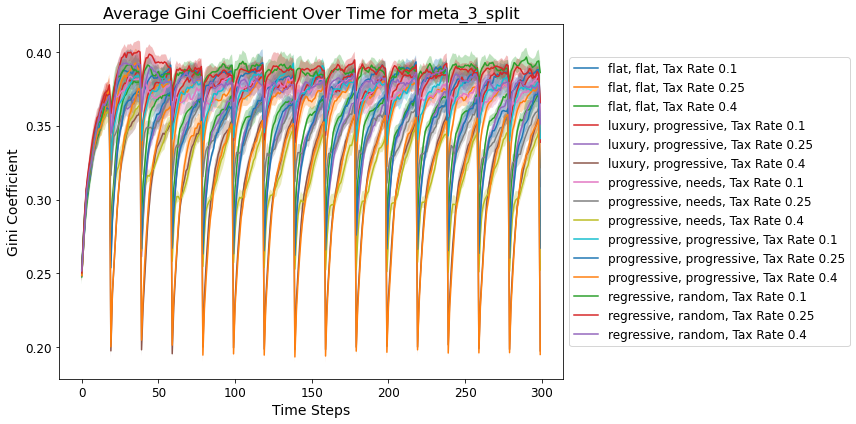 Average Gini Coefficient Over Time for meta_3_split
Gini Coefficient
0.40
0.35
0.30
0.25
0.20
0
50
100
150
200
250
300
Time Steps
flat, flat, Tax Rate 0.1
flat, flat, Tax Rate 0.25
flat, flat, Tax Rate 0.4
luxury, progressive, Tax Rate 0.1
luxury, progressive, Tax Rate 0.25
luxury, progressive, Tax Rate 0.4
progressive, needs, Tax Rate 0.1
progressive, needs, Tax Rate 0.25
progressive, needs, Tax Rate 0.4
progressive, progressive, Tax Rate 0.1
progressive, progressive, Tax Rate 0.25
progressive, progressive, Tax Rate 0.4
regressive, random, Tax Rate 0.1
regressive, random, Tax Rate 0.25
regressive, random, Tax Rate 0.4